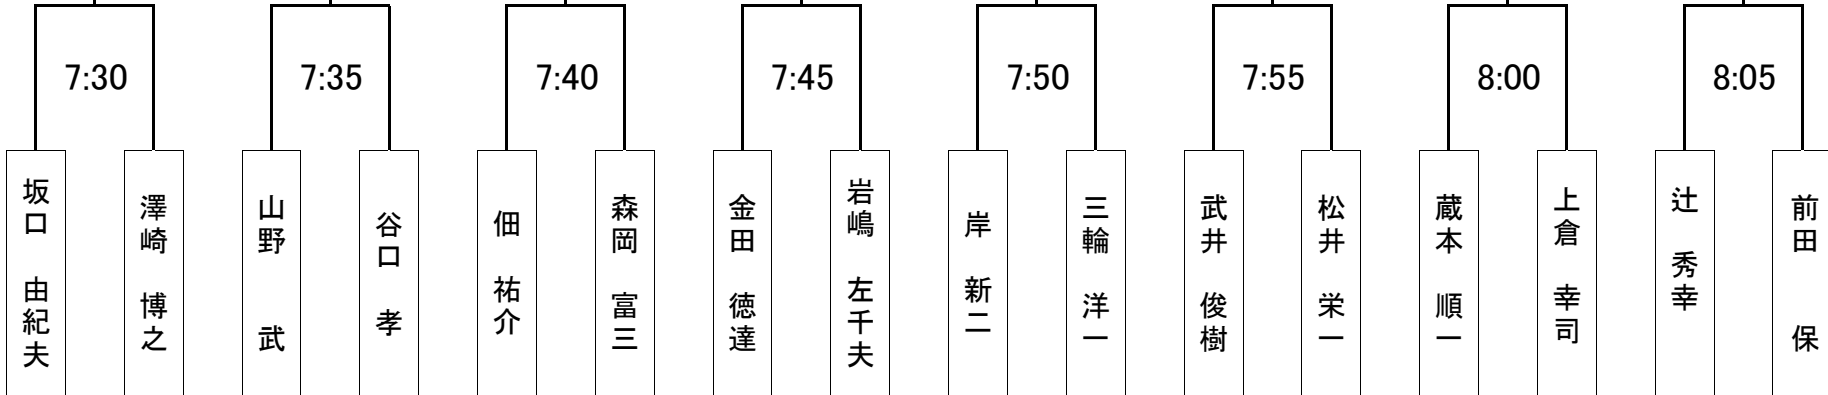 7:30
7:35
7:40
7:45
7:50
7:55
8:00
8:05
坂口 由紀夫
澤崎 博之
山野 武
谷口 孝
佃 祐介
森岡 富三
金田 徳達
岩嶋 左千夫
岸 新二
三輪 洋一
武井 俊樹
松井 栄一
蔵本 順一
上倉 幸司
辻 秀幸
前田 保